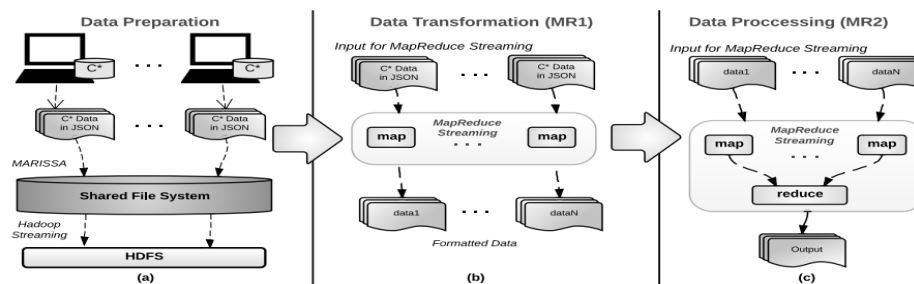 Data Preparation
C*
C*
. . .
C* Data
in JSON
. . .
C* Data
in JSON
MARISSA
Shared File System
Hadoop
Streaming
HDFS
(a)
Data Transformation (MR1)
Input for MapReduce Streaming
C* Data
in JSON
. . .
C* Data
in JSON
MapReduce
Streaming
map
. . .
map
data1
. . .
dataN
Formatted Data
(b)
Data Proccessing (MR2)
Input for MapReduce Streaming
data1
. . .
dataN
MapReduce
Streaming
map
. . .
map
reduce
Output
(c)